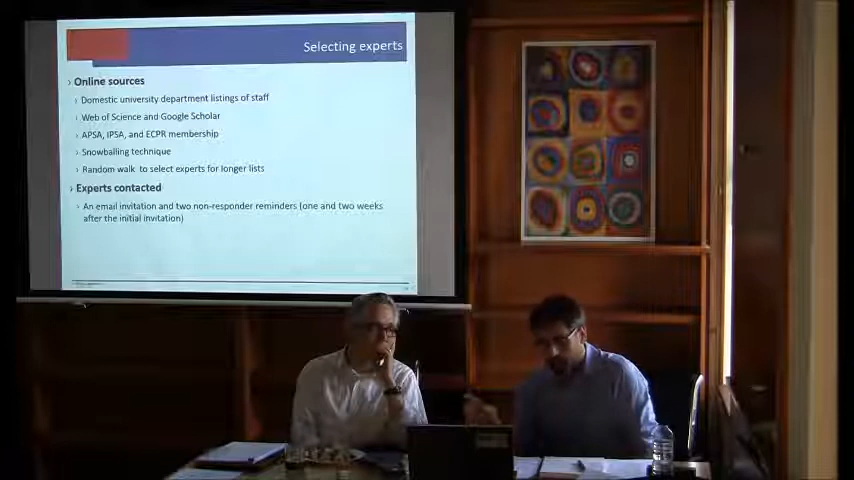 Selecting experts
› Online sources
› Domestic university department listings of staff
› Web of Science and Google Scholar
› APSA, IPSA, and ECPR membership
› Snowballing technique
› Random walk to select experts for longer lists
› Experts contacted
› An email invitation and two non-responder reminders (one and two weeks
after the initial invitation)